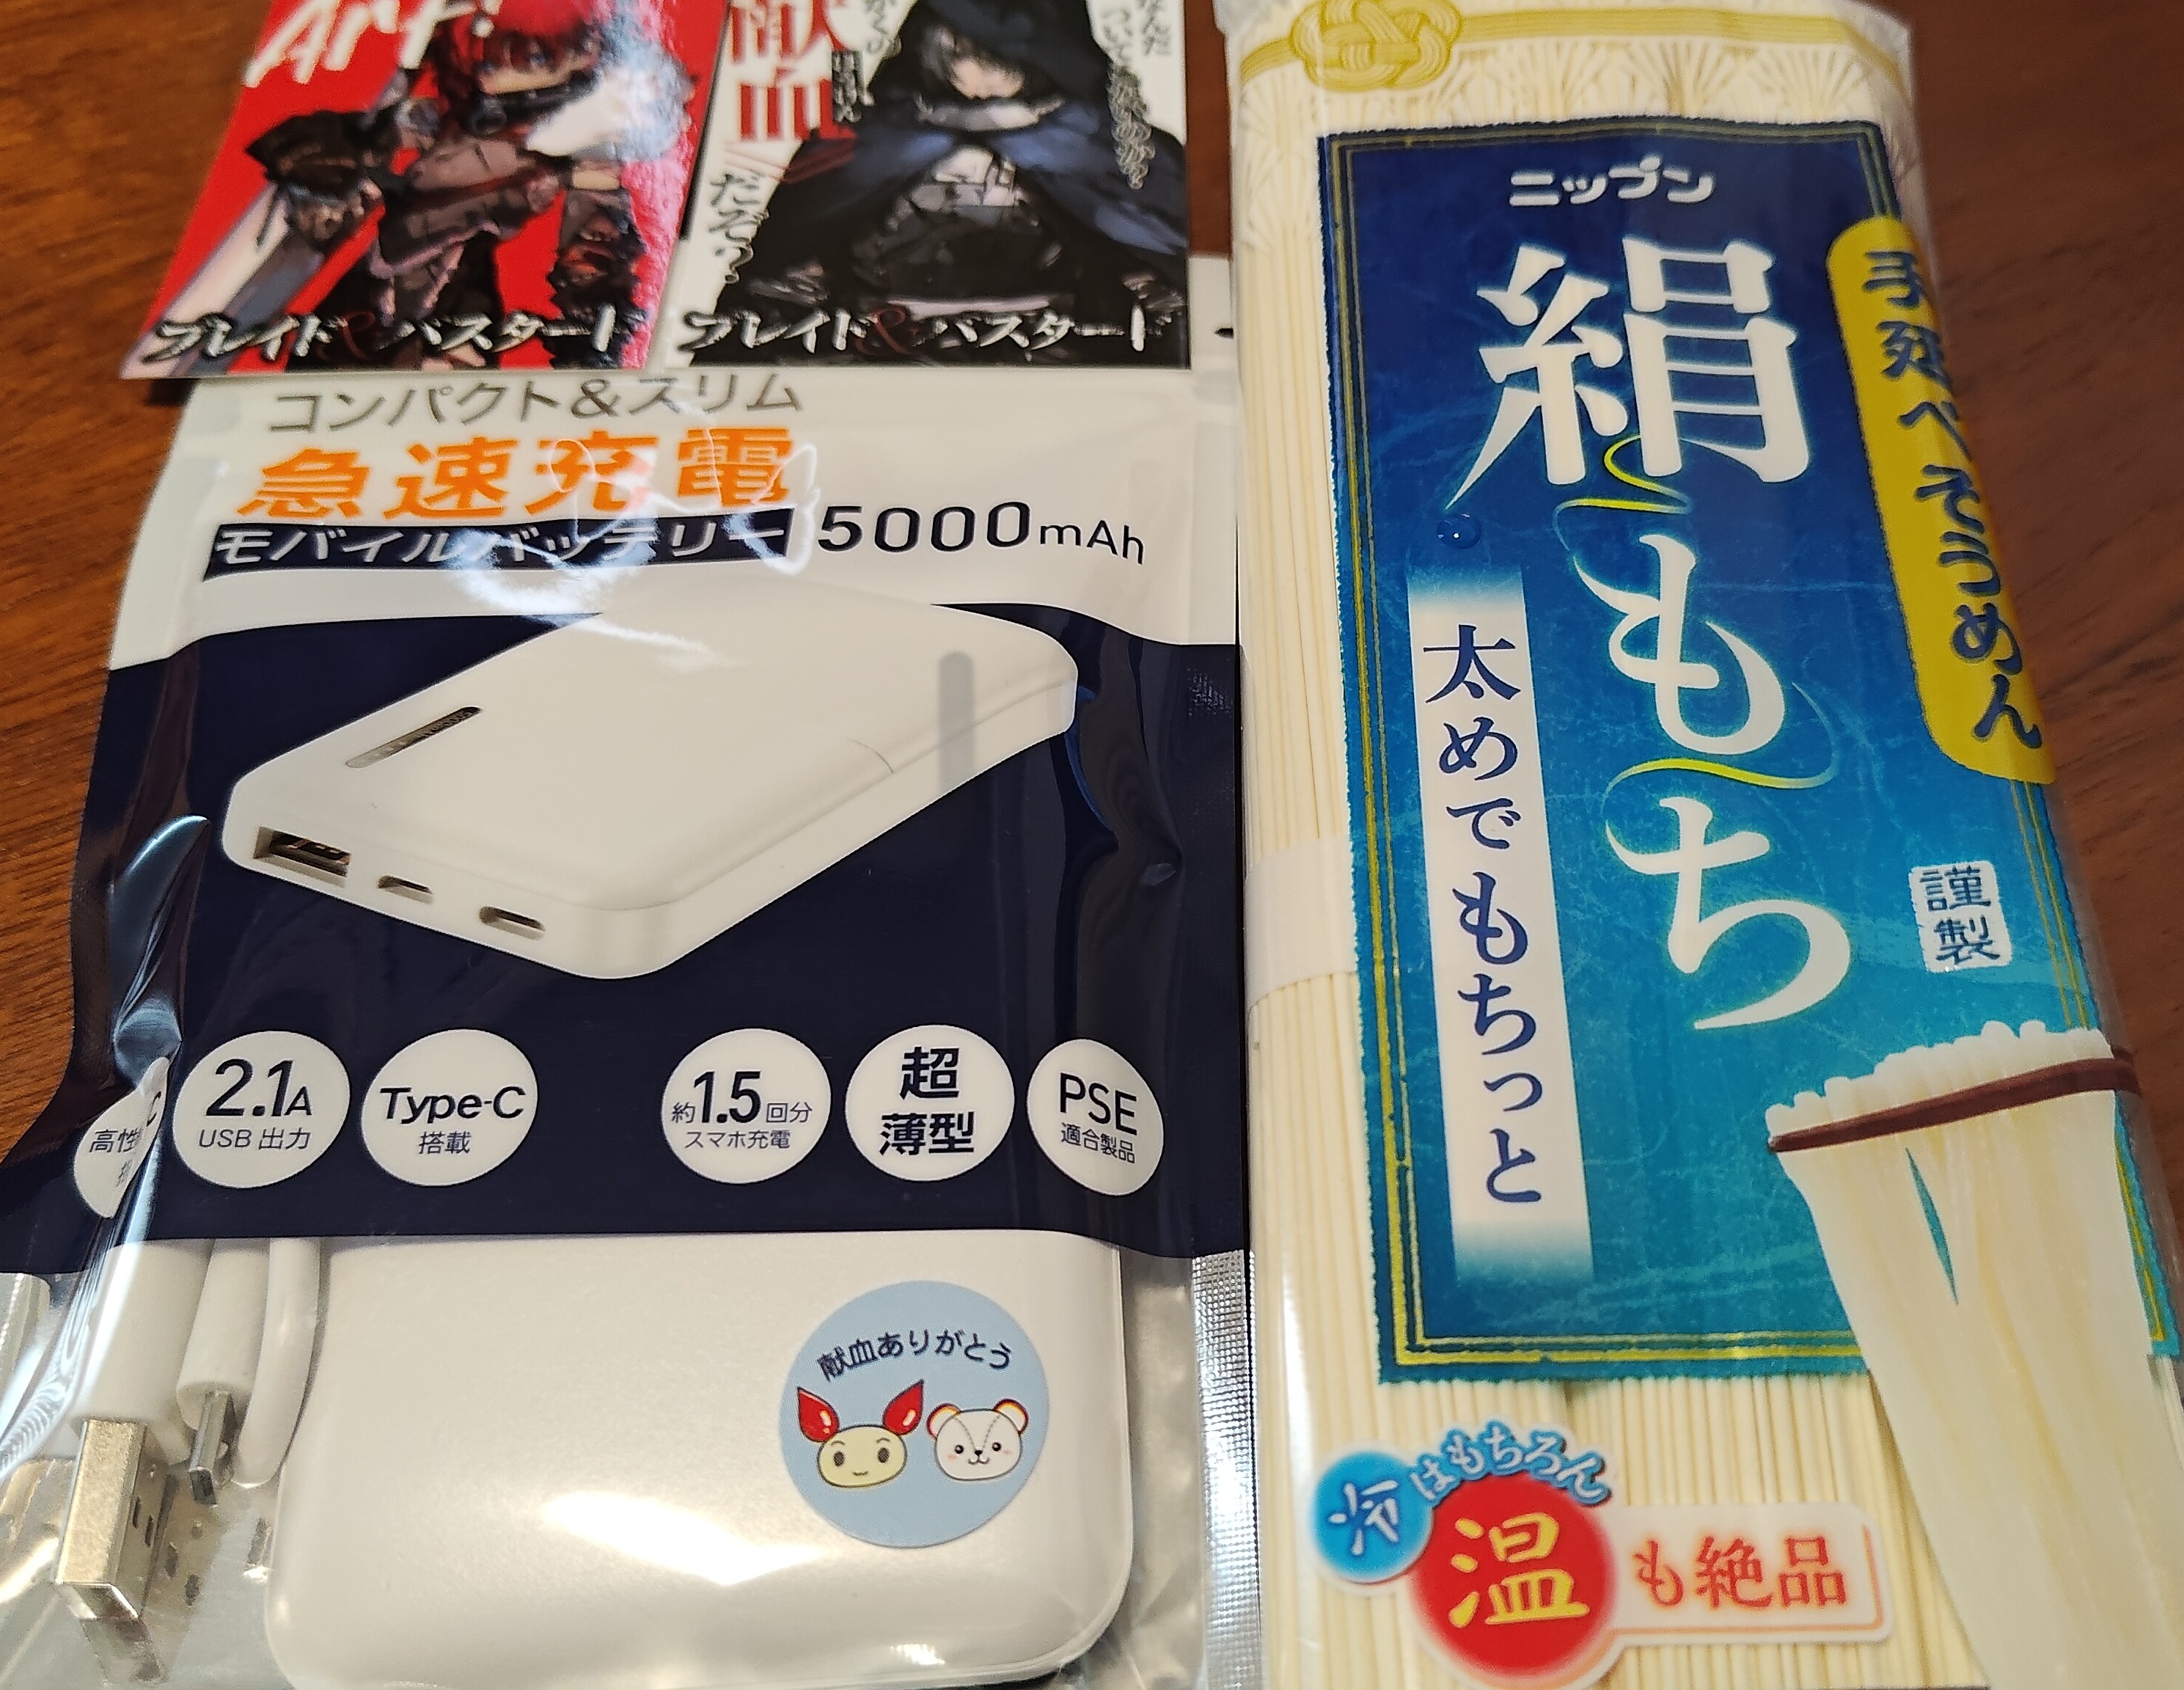 Art!
献血
だぞ?
ブレイド&バスタード
ブレイド&バスタード
コンパクト&スリム
急速充電
モバイルバッテリー 5000mAh
2.1A
USB出力
Type-C
搭載
約1.5回分
スマホ充電
超
薄型
PSE
適合製品
献血ありがとう
ニップン
手延べそうめん
絹もち
太めでもちっと
謹製
冷はもちろん
温も絶品